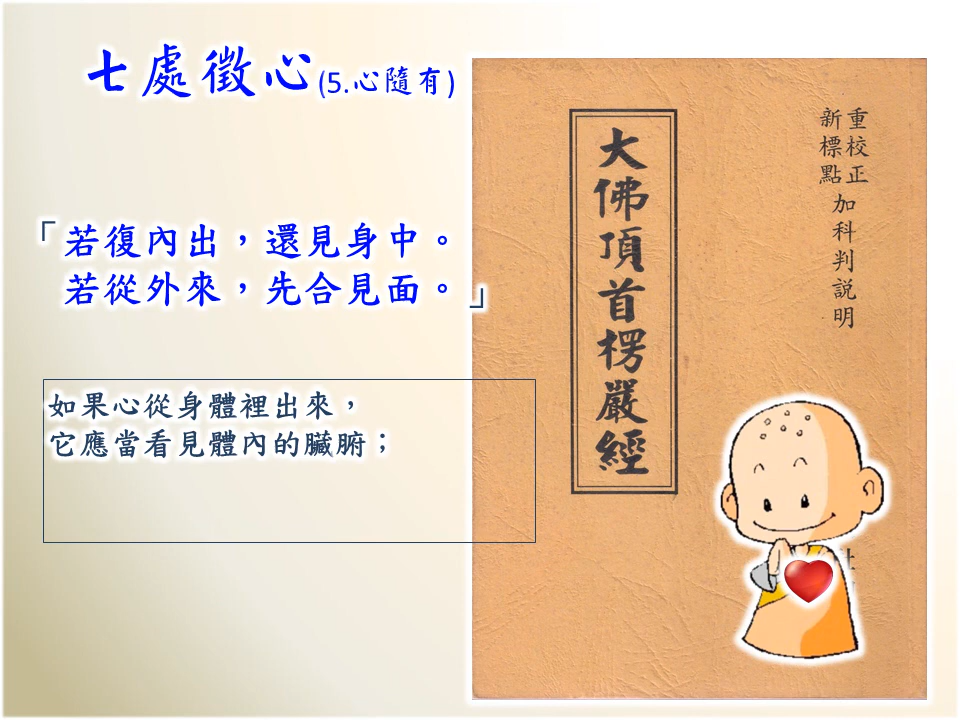 七處徵心(5.心隨有)
「若復內出，還見身中。
若從外來，先合見面。」
如果心從身體裡出來，
它應當看見體內的臟腑；
大佛頂首楞嚴經
重校正
新標點
加科判説明
社